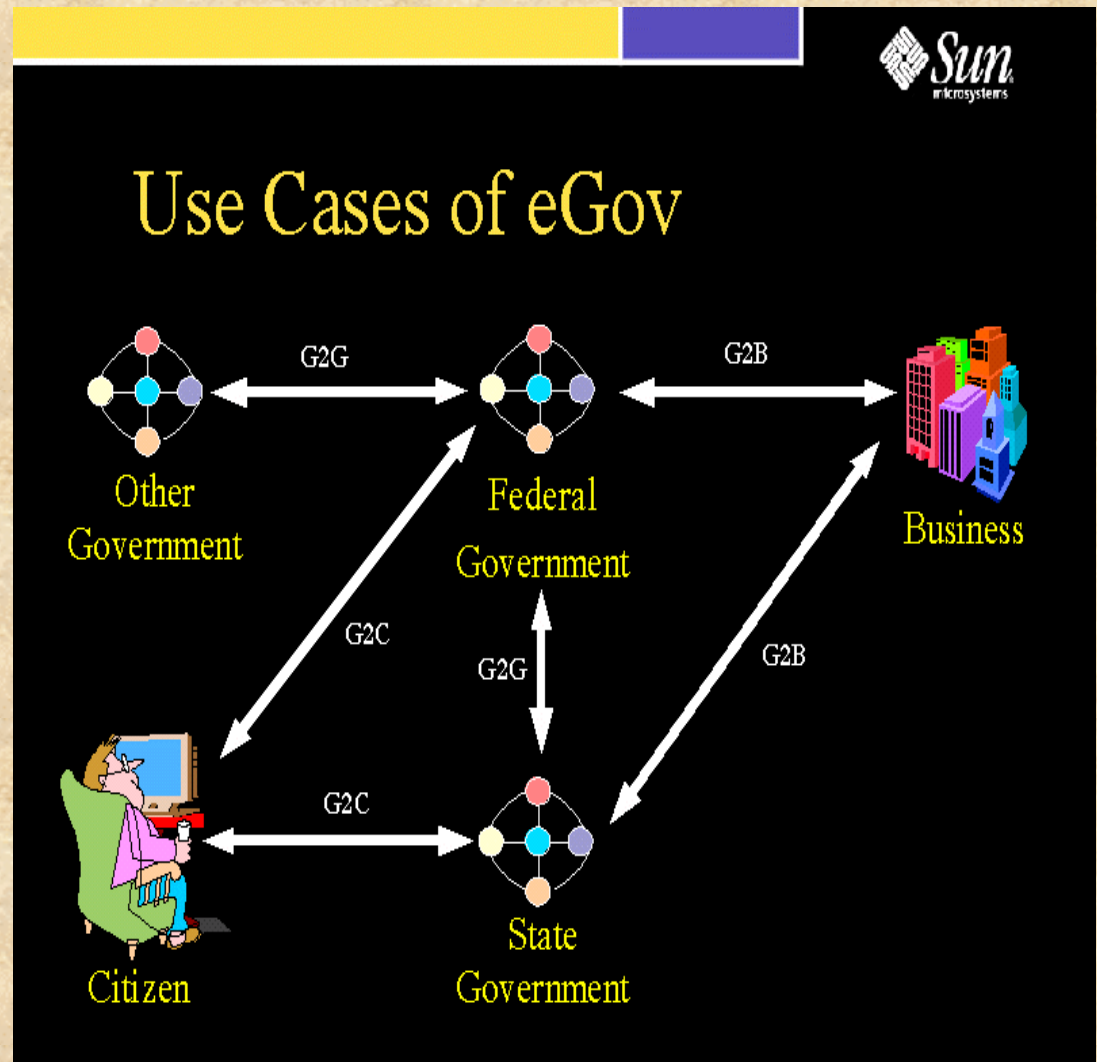 Sun
microsystems
Use Cases of eGov
G2G
G2B
Other
Government
Federal
Government
Business
G2C
G2G
G2B
G2C
Citizen
State
Government